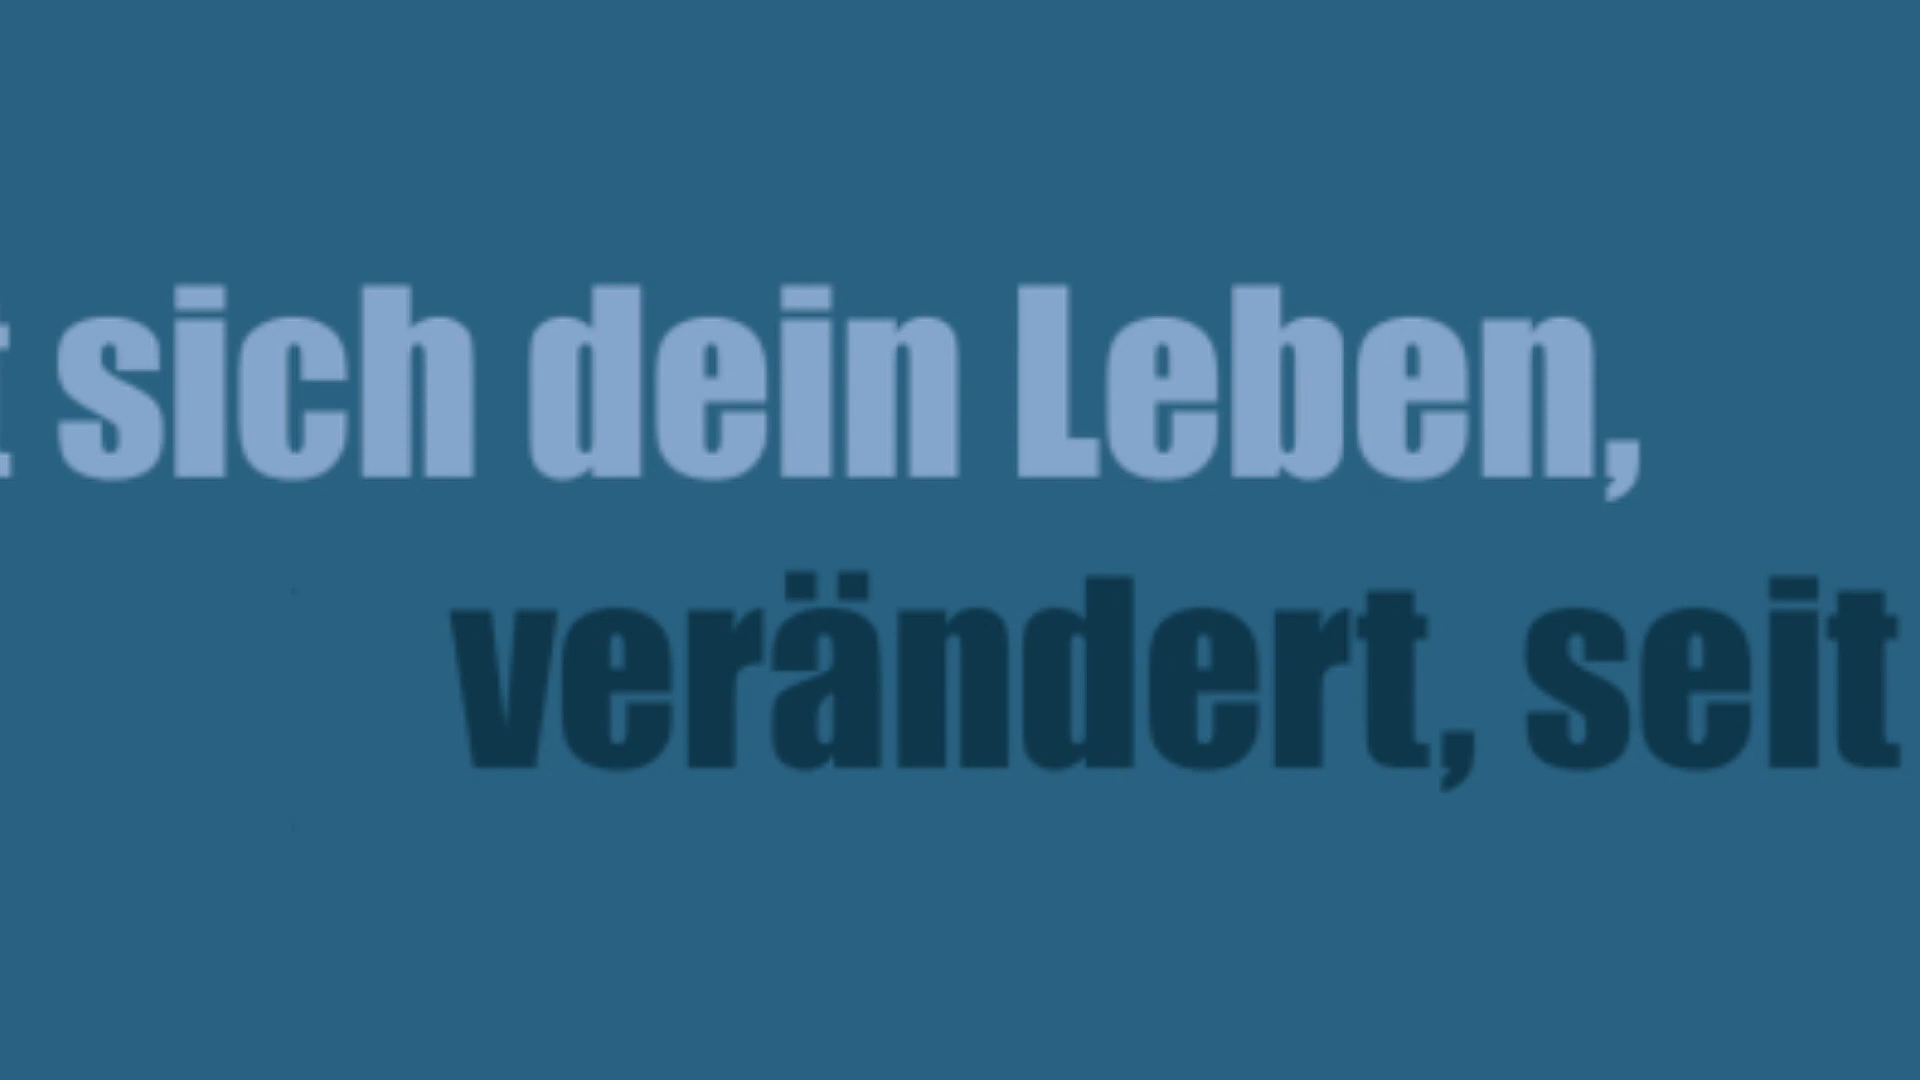 sich dein Leben,
verändert, seit